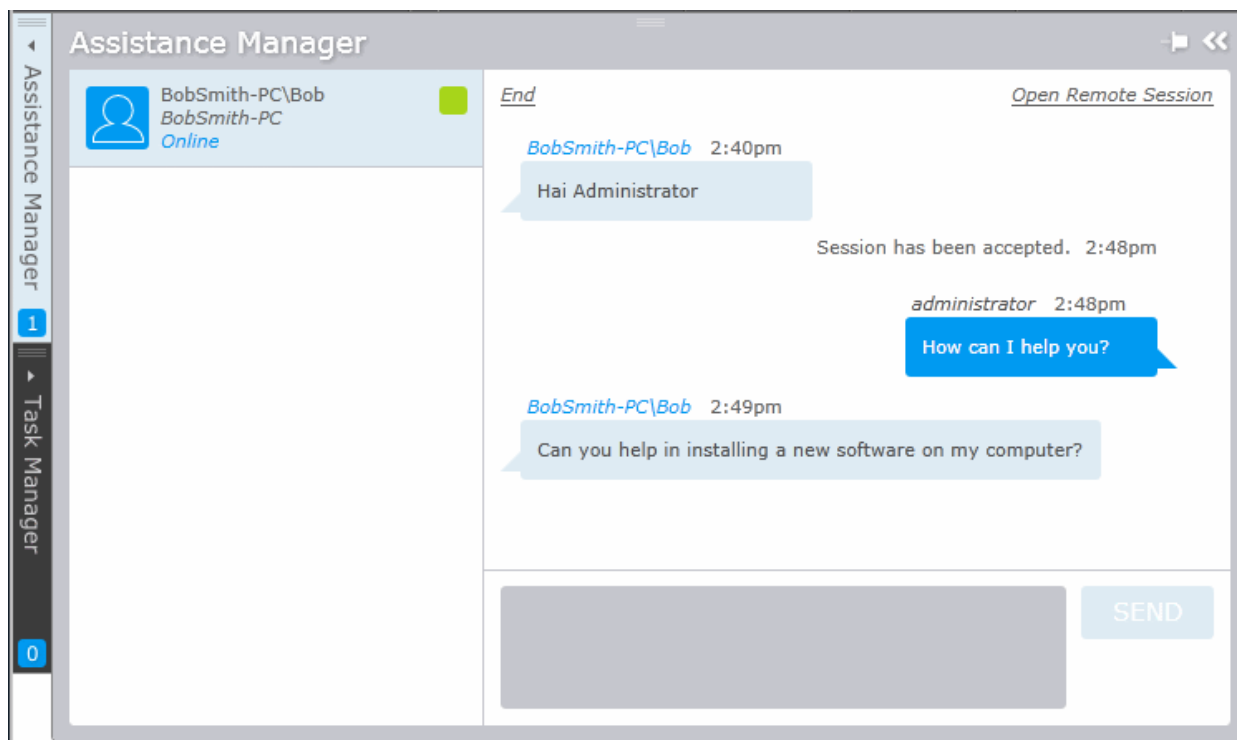 Assistance Manager
Assistance Manager
1
Task Manager
0
BobSmith-PC\Bob
BobSmith-PC
Online
End
Open Remote Session
BobSmith-PC\Bob 2:40pm
Hai Administrator
Session has been accepted. 2:48pm
administrator 2:48pm
How can I help you?
BobSmith-PC\Bob 2:49pm
Can you help in installing a new software on my computer?
SEND